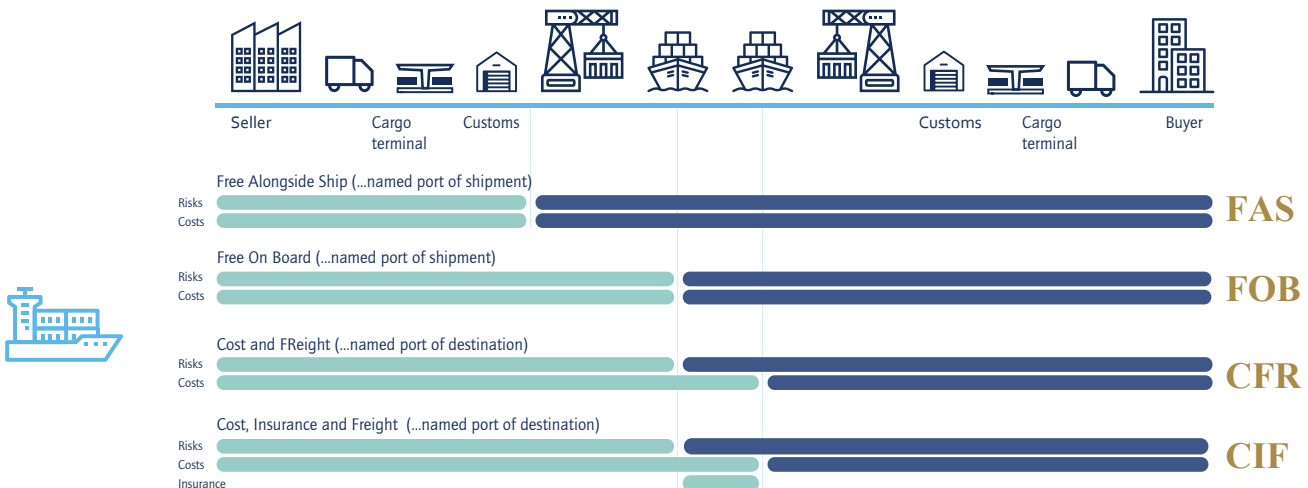 Seller
Cargo
terminal
Customs
Customs
Cargo
terminal
Buyer
Free Alongside Ship (...named port of shipment)
Risks
Costs
FAS
Free On Board (...named port of shipment)
Risks
Costs
FOB
Cost and FReight (...named port of destination)
Risks
Costs
CFR
Cost, Insurance and Freight (...named port of destination)
Risks
Costs
CIF
Insurance